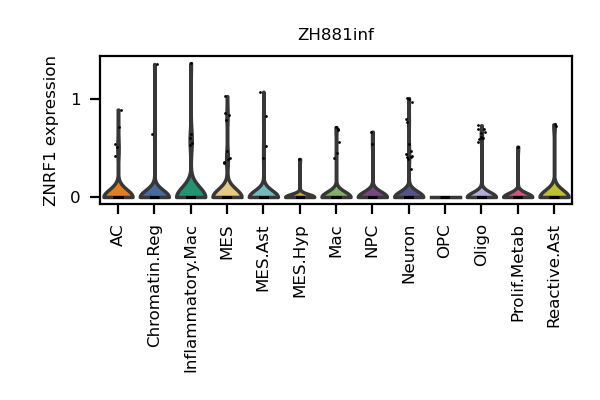 ZH881inf
ZNRF1 expression
1
0
AC
Chromatin.Reg
Inflammatory.Mac
MES
MES.Ast
MES.Hyp
Mac
NPC
Neuron
OPC
Oligo
Prolif.Metab
Reactive.Ast